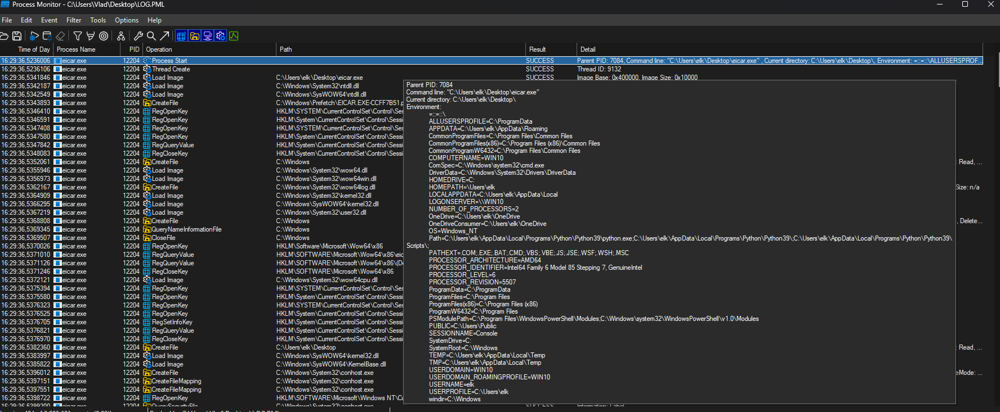 Process Monitor - C:\Users\Vlad\Desktop\LOG.PML
File Edit Event Filter Tools Options Help
Time of Day Process Name PID Operation Path Result Detail
16:29:36,5236006 eicar.exe 12204 Process Start SUCCESS Parent PID: 7084, Command line: "C:\Users\elk\Desktop\eicar.exe" , Current directory: C:\Users\elk\Desktop\, Environment: =::=::\ALLUSERSPROF...
16:29:36,5236106 eicar.exe 12204 Thread Create SUCCESS Thread ID: 9132
16:29:36,5341846 eicar.exe 12204 Load Image C:\Users\elk\Desktop\eicar.exe SUCCESS Image Base: 0x400000, Image Size: 0x10000
16:29:36,5342187 eicar.exe 12204 Load Image C:\Windows\System32\ntdll.dll
16:29:36,5342549 eicar.exe 12204 Load Image C:\Windows\SysWOW64\ntdll.dll
16:29:36,5343893 eicar.exe 12204 CreateFile C:\Windows\Prefetch\EICAR.EXE-CCFF7B51.p
16:29:36,5346410 eicar.exe 12204 RegOpenKey HKLM\SYSTEM\CurrentControlSet\Control\Sessi
16:29:36,5346591 eicar.exe 12204 RegOpenKey HKLM\System\CurrentControlSet\Control\Sessi
16:29:36,5347408 eicar.exe 12204 RegOpenKey HKLM\SYSTEM\CurrentControlSet\Control\Sessi
16:29:36,5347580 eicar.exe 12204 RegOpenKey HKLM\System\CurrentControlSet\Control\Sessi
16:29:36,5347842 eicar.exe 12204 RegQueryValue HKLM\System\CurrentControlSet\Control\Sessi
16:29:36,5348083 eicar.exe 12204 RegCloseKey HKLM\System\CurrentControlSet\Control\Sessi
16:29:36,5352061 eicar.exe 12204 CreateFile C:\Windows : Read, ...
16:29:36,5355946 eicar.exe 12204 Load Image C:\Windows\System32\wow64.dll
16:29:36,5356973 eicar.exe 12204 Load Image C:\Windows\System32\wow64win.dll
16:29:36,5362167 eicar.exe 12204 CreateFile C:\Windows\System32\wow64log.dll Size: n/a
16:29:36,5364909 eicar.exe 12204 Load Image C:\Windows\System32\kernel32.dll
16:29:36,5366295 eicar.exe 12204 Load Image C:\Windows\SysWOW64\kernel32.dll
16:29:36,5367219 eicar.exe 12204 Load Image C:\Windows\System32\user32.dll
16:29:36,5368808 eicar.exe 12204 CreateFile C:\Windows , Delete...
16:29:36,5369345 eicar.exe 12204 QueryNameInformationFile C:\Windows
16:29:36,5369507 eicar.exe 12204 CloseFile C:\Windows
16:29:36,5370026 eicar.exe 12204 RegOpenKey HKLM\Software\Microsoft\Wow64\x86
16:29:36,5371010 eicar.exe 12204 RegQueryValue HKLM\SOFTWARE\Microsoft\Wow64\x86\eic
16:29:36,5371126 eicar.exe 12204 RegQueryValue HKLM\SOFTWARE\Microsoft\Wow64\x86\(De
16:29:36,5371246 eicar.exe 12204 RegCloseKey HKLM\SOFTWARE\Microsoft\Wow64\x86
16:29:36,5372121 eicar.exe 12204 Load Image C:\Windows\System32\wow64cpu.dll
16:29:36,5375394 eicar.exe 12204 RegOpenKey HKLM\SYSTEM\CurrentControlSet\Control\Sessi
16:29:36,5375580 eicar.exe 12204 RegOpenKey HKLM\System\CurrentControlSet\Control\Sessi
16:29:36,5376323 eicar.exe 12204 RegOpenKey HKLM\SYSTEM\CurrentControlSet\Control\Sessi
16:29:36,5376525 eicar.exe 12204 RegOpenKey HKLM\System\CurrentControlSet\Control\Sessi
16:29:36,5376705 eicar.exe 12204 RegSetInfoKey HKLM\System\CurrentControlSet\Control\Sessi
16:29:36,5376821 eicar.exe 12204 RegQueryValue HKLM\System\CurrentControlSet\Control\Sessi
16:29:36,5376970 eicar.exe 12204 RegCloseKey HKLM\System\CurrentControlSet\Control\Sessi
16:29:36,5382360 eicar.exe 12204 CreateFile C:\Users\elk\Desktop : Read, ...
16:29:36,5383997 eicar.exe 12204 Load Image C:\Windows\SysWOW64\kernel32.dll
16:29:36,5385822 eicar.exe 12204 Load Image C:\Windows\SysWOW64\KernelBase.dll
16:29:36,5396012 eicar.exe 12204 CreateFile C:\Windows\System32\conhost.exe eMode: ...
16:29:36,5397151 eicar.exe 12204 CreateFileMapping C:\Windows\System32\conhost.exe
16:29:36,5397551 eicar.exe 12204 CreateFileMapping C:\Windows\System32\conhost.exe
16:29:36,5398722 eicar.exe 12204 RegOpenKey HKLM\SOFTWARE\Microsoft\Windows NT\Cu
16:29:36,5399200 eicar.exe 12204 QuerySecurityFile C:\Windows\System32\conhost.exe SUCCESS Information: Label
Parent PID: 7084
Command line: "C:\Users\elk\Desktop\eicar.exe"
Current directory: C:\Users\elk\Desktop\
Environment:
=::=::\
ALLUSERSPROFILE=C:\ProgramData
APPDATA=C:\Users\elk\AppData\Roaming
CommonProgramFiles=C:\Program Files\Common Files
CommonProgramFiles(x86)=C:\Program Files (x86)\Common Files
CommonProgramW6432=C:\Program Files\Common Files
COMPUTERNAME=WIN10
ComSpec=C:\Windows\system32\cmd.exe
DriverData=C:\Windows\System32\Drivers\DriverData
HOMEDRIVE=C:
HOMEPATH=\Users\elk
LOCALAPPDATA=C:\Users\elk\AppData\Local
LOGONSERVER=\\WIN10
NUMBER_OF_PROCESSORS=2
OneDrive=C:\Users\elk\OneDrive
OneDriveConsumer=C:\Users\elk\OneDrive
OS=Windows_NT
Path=C:\Users\elk\AppData\Local\Programs\Python\Python39\python.exe;C:\Users\elk\AppData\Local\Programs\Python\Python39\;C:\Users\elk\AppData\Local\Programs\Python\Python39\
Scripts\;
PATHEXT=.COM;.EXE;.BAT;.CMD;.VBS;.VBE;.JS;.JSE;.WSF;.WSH;.MSC
PROCESSOR_ARCHITECTURE=AMD64
PROCESSOR_IDENTIFIER=Intel64 Family 6 Model 85 Stepping 7, GenuineIntel
PROCESSOR_LEVEL=6
PROCESSOR_REVISION=5507
ProgramData=C:\ProgramData
ProgramFiles=C:\Program Files
ProgramFiles(x86)=C:\Program Files (x86)
ProgramW6432=C:\Program Files
PSModulePath=C:\Program Files\WindowsPowerShell\Modules;C:\Windows\system32\WindowsPowerShell\v1.0\Modules
PUBLIC=C:\Users\Public
SESSIONNAME=Console
SystemDrive=C:
SystemRoot=C:\Windows
TEMP=C:\Users\elk\AppData\Local\Temp
TMP=C:\Users\elk\AppData\Local\Temp
USERDOMAIN=WIN10
USERDOMAIN_ROAMINGPROFILE=WIN10
USERNAME=elk
USERPROFILE=C:\Users\elk
windir=C:\Windows